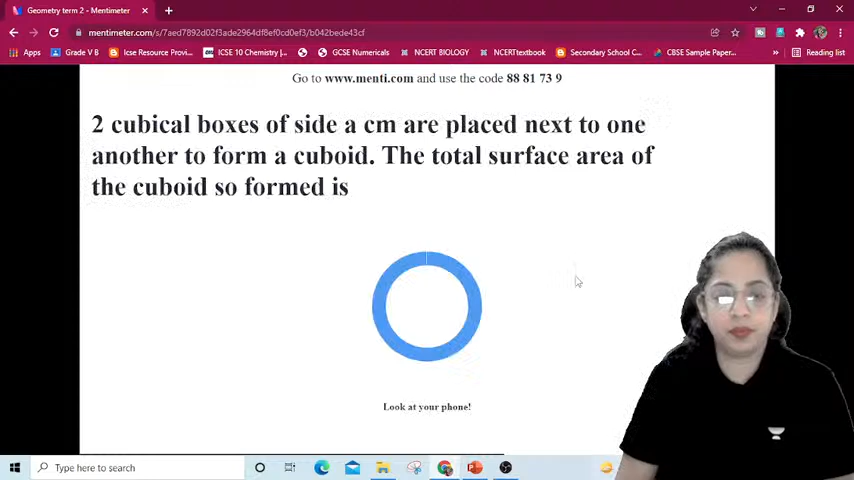 Geometry term 2 - Mentimeter
mentimeter.com/s/7aed7892d02f3ade2964df8ef0cd0ef3/b042bede43cf
Apps Grade V B Icse Resource Provi... ICSE 10 Chemistry |... GCSE Numericals NCERT BIOLOGY NCERTtextbook Secondary School C... CBSE Sample Paper... » Reading list
Go to www.menti.com and use the code 88 81 73 9
2 cubical boxes of side a cm are placed next to one
another to form a cuboid. The total surface area of
the cuboid so formed is
Look at your phone!
Type here to search